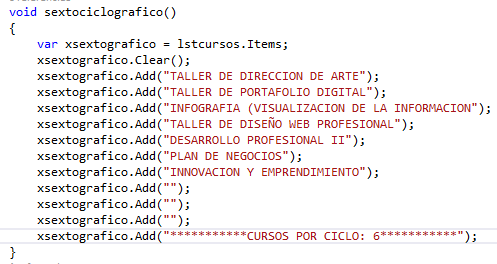 void sextociclografico()
{
var xsextografico = lstcursos.Items;
xsextografico.Clear();
xsextografico.Add("TALLER DE DIRECCION DE ARTE");
xsextografico.Add("TALLER DE PORTAFOLIO DIGITAL");
xsextografico.Add("INFOGRAFIA (VISUALIZACION DE LA INFORMACION");
xsextografico.Add("TALLER DE DISEÑO WEB PROFESIONAL");
xsextografico.Add("DESARROLLO PROFESIONAL II");
xsextografico.Add("PLAN DE NEGOCIOS");
xsextografico.Add("INNOVACION Y EMPRENDIMIENTO");
xsextografico.Add("");
xsextografico.Add("");
xsextografico.Add("");
xsextografico.Add("***********CURSOS POR CICLO: 6***********");
}